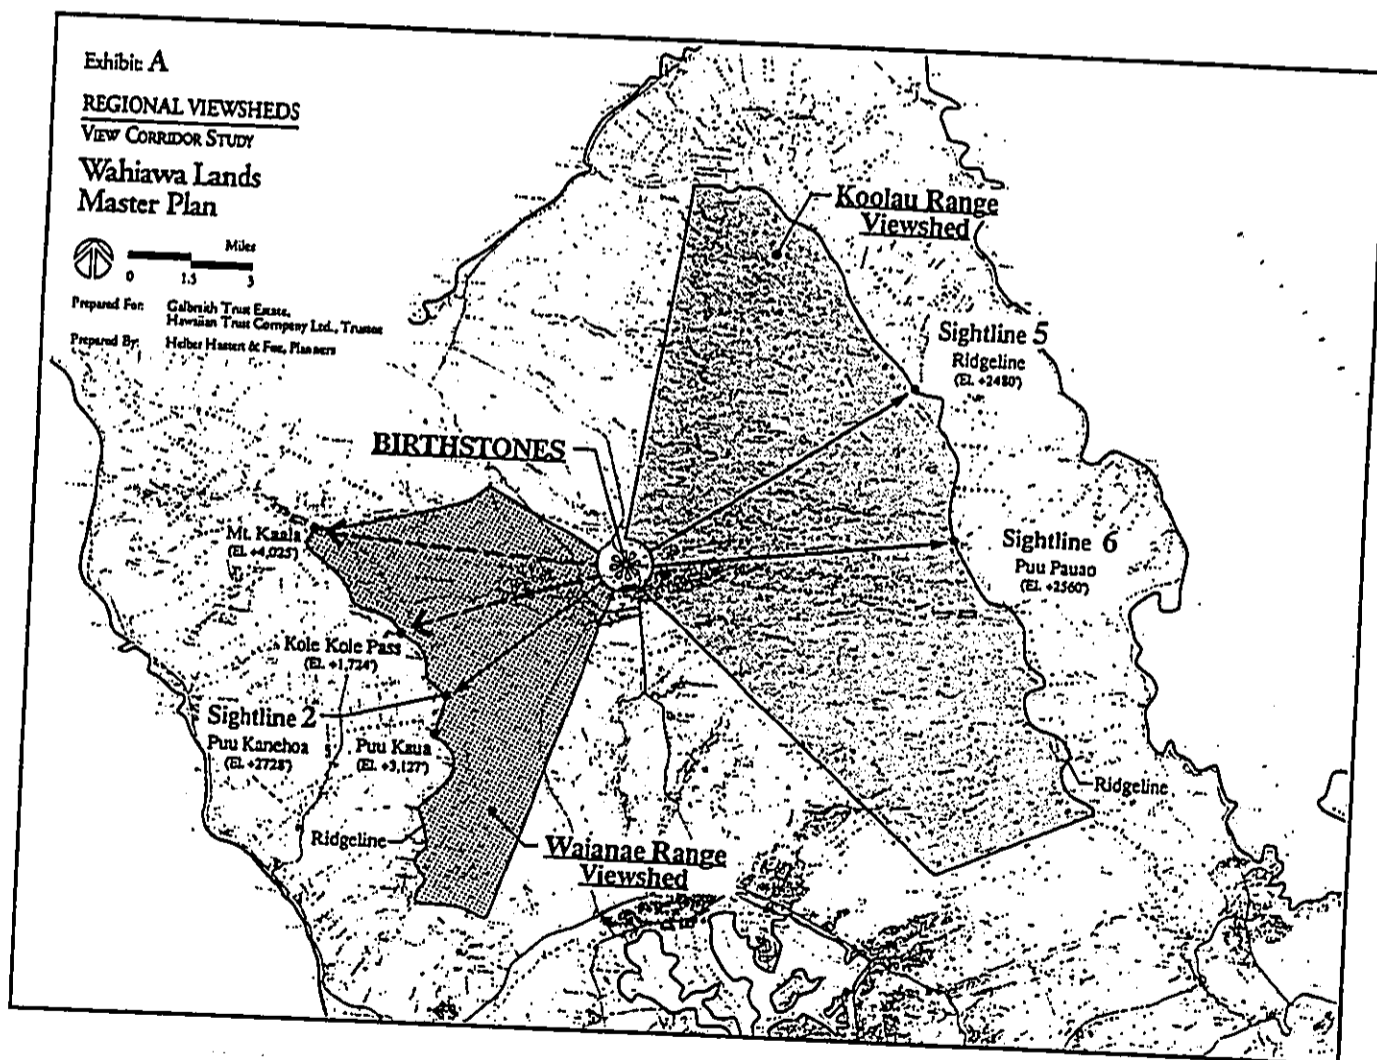 Exhibit A
REGIONAL VIEWSHEDS
VIEW CORRIDOR STUDY
Wahiawa Lands
Master Plan
Miles
0 1.5 3
Prepared For: Galbraith Trust Estate,
Hawaiian Trust Company Ltd., Trustee
Prepared By: Helber Hastert & Fee, Planners
Koolau Range
Viewshed
Sightline 5
Ridgeline
(EL. +2480')
BIRTHSTONES
Mt. Kaala
(EL. +4,025')
Sightline 6
Puu Pauao
(EL. +2560')
Kole Kole Pass
(EL. +1,724')
Sightline 2
Puu Kanehoa
(EL. +2728')
Puu Kaua
(EL. +3,127')
Ridgeline
Ridgeline
Waianae Range
Viewshed